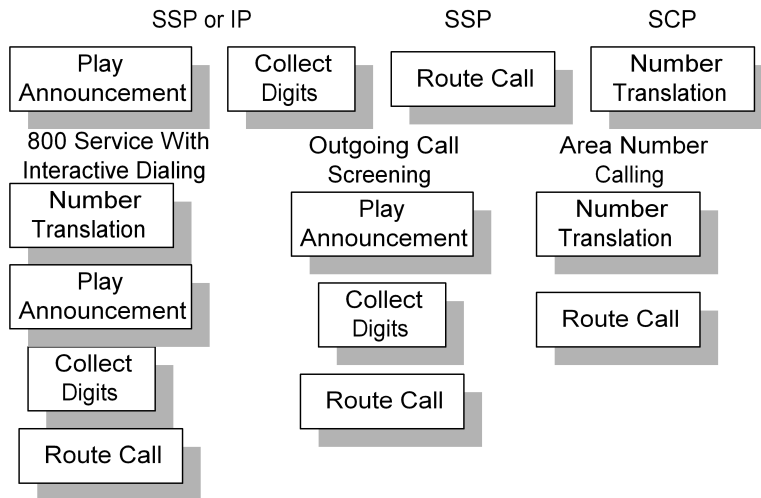 SSP or IP
SSP
SCP
Play
Announcement
Collect
Digits
Route Call
Number
Translation
800 Service With
Interactive Dialing
Number
Translation
Play
Announcement
Collect
Digits
Route Call
Outgoing Call
Screening
Play
Announcement
Collect
Digits
Route Call
Area Number
Calling
Number
Translation
Route Call